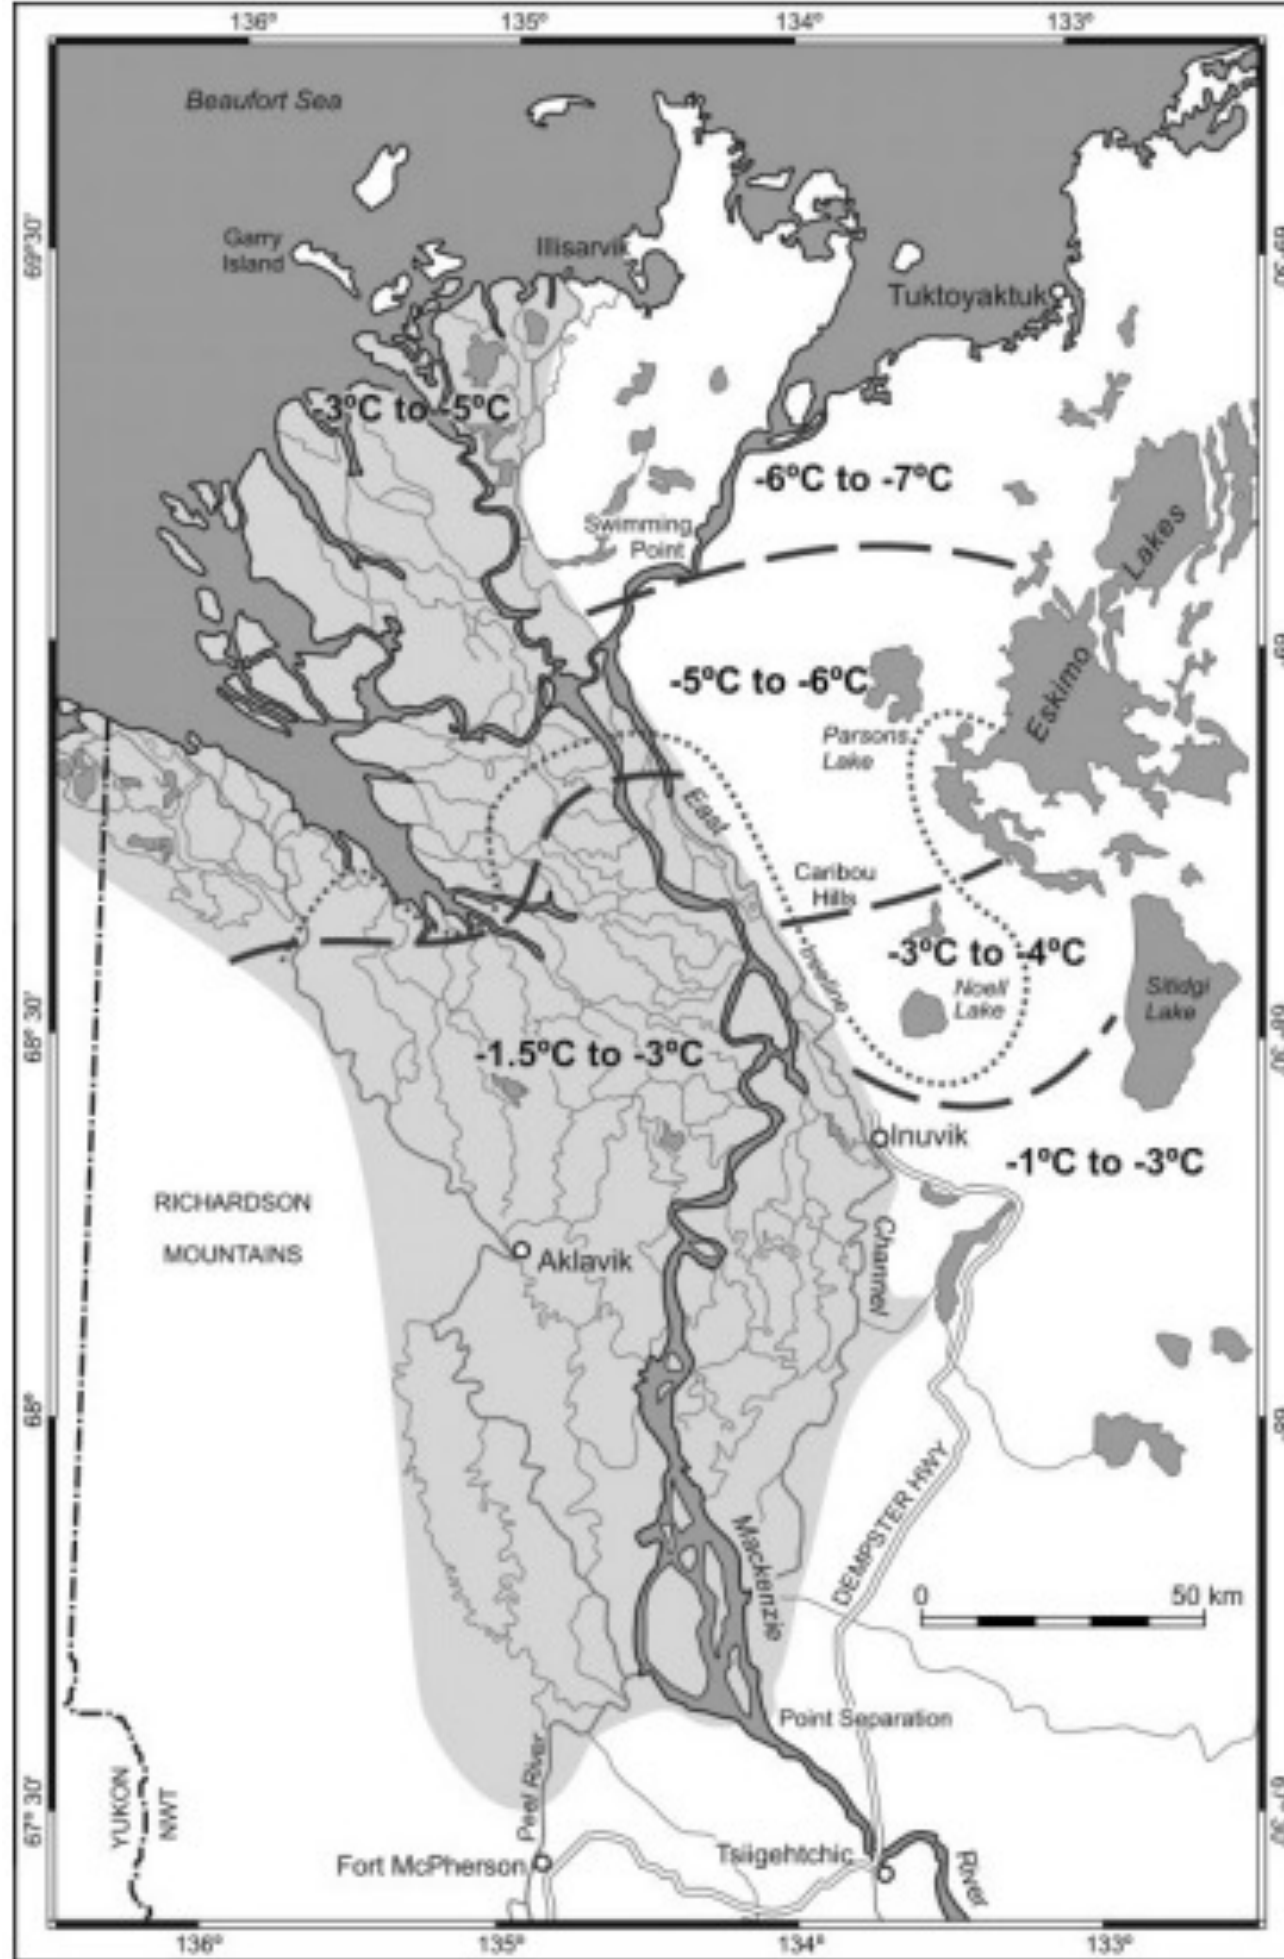 136°
135°
134°
133°
Beaufort Sea
69°30'
Garry
Island
Illisarvik
Tuktoyaktuk
-3°C to -5°C
-6°C to -7°C
Swimming
Point
Lakes
69°
-5°C to -6°C
Eskimo
Parsons
Lake
East
Caribou
Hills
-3°C to -4°C
treeline
Noell
Lake
Sitidgi
Lake
68° 30'
-1.5°C to -3°C
Inuvik
-1°C to -3°C
RICHARDSON
MOUNTAINS
Aklavik
Channel
68°
DEMPSTER HWY
Mackenzie
0
50 km
Point Separation
67° 30'
YUKON
NWT
Peel River
Fort McPherson
Tsiigehtchic
River
136°
135°
134°
133°